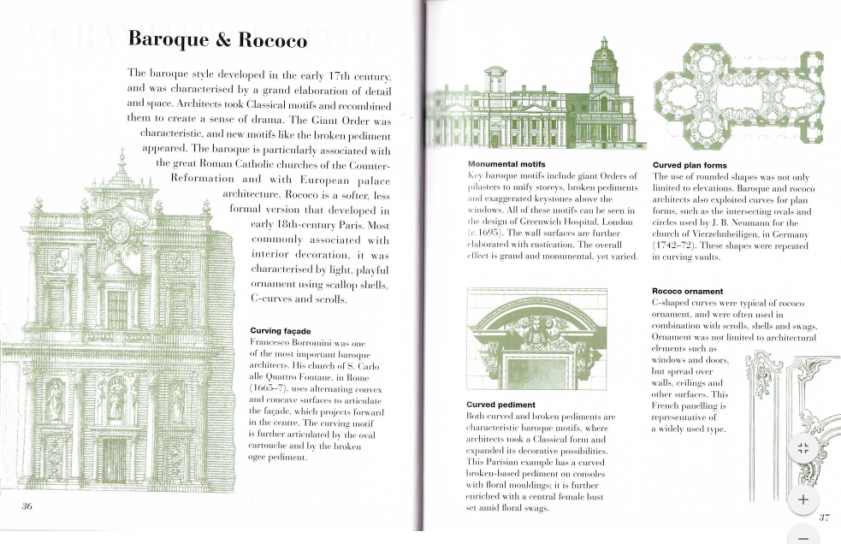 Baroque & Rococo
The baroque style developed in the early 17th century,
and was characterised by a grand elaboration of detail
and space. Architects took Classical motifs and recombined
them to create a sense of drama. The Giant Order was
characteristic, and new motifs like the broken pediment
appeared. The baroque is particularly associated with
the great Roman Catholic churches of the Counter-
Reformation and with European palace
architecture. Rococo is a softer, less
formal version that developed in
early 18th-century Paris. Most
commonly associated with
interior decoration, it was
characterised by light, playful
ornament using scallop shells,
C-curves and scrolls.
Curving façade
Francesco Borromini was one
of the most important baroque
architects. His church of S. Carlo
alle Quattro Fontane, in Rome
(1665–7), uses alternating convex
and concave surfaces to articulate
the façade, which projects forward
in the centre. The curving motif
is further articulated by the oval
cartouche and by the broken
ogee pediment.
36
Monumental motifs
Key baroque motifs include giant Orders of
pilasters to unify storeys, broken pediments
and exaggerated keystones above the
windows. All of these motifs can be seen in
the design of Greenwich Hospital, London
(c.1695). The wall surfaces are further
elaborated with rustication. The overall
effect is grand and monumental, yet varied.
Curved pediment
Both curved and broken pediments are
characteristic baroque motifs, where
architects took a Classical form and
expanded its decorative possibilities.
This Parisian example has a curved
broken-based pediment on consoles
with floral mouldings; it is further
enriched with a central female bust
set amid floral swags.
Curved plan forms
The use of rounded shapes was not only
limited to elevations. Baroque and rococo
architects also exploited curves for plan
forms, such as the intersecting ovals and
circles used by J. B. Neumann for the
church of Vierzehnheiligen, in Germany
(1742–72). These shapes were repeated
in curving vaults.
Rococo ornament
C-shaped curves were typical of rococo
ornament, and were often used in
combination with scrolls, shells and swags.
Ornament was not limited to architectural
elements such as
windows and doors,
but spread over
walls, ceilings and
other surfaces. This
French panelling is
representative of
a widely used type.
37